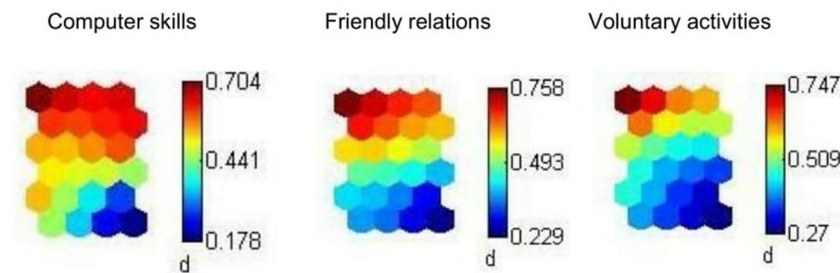 Computer skills
Friendly relations
Voluntary activities
0.704
0.441
0.178
d
0.758
0.493
0.229
d
0.747
0.509
0.27
d